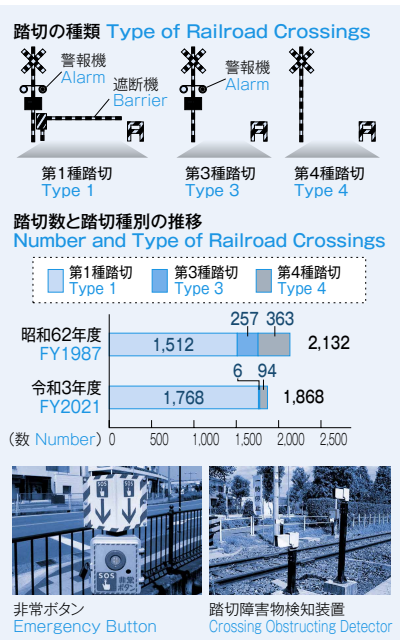 踏切の種類 Type of Railroad Crossings
警報機
Alarm
遮断機
Barrier
警報機
Alarm
第1種踏切
Type 1
第3種踏切
Type 3
第4種踏切
Type 4
踏切数と踏切種別の推移
Number and Type of Railroad Crossings
第1種踏切
Type 1
第3種踏切
Type 3
第4種踏切
Type 4
257 363
昭和62年度
FY1987
1,512
2,132
6 94
令和3年度
FY2021
1,768
1,868
(数 Number) 0 500 1,000 1,500 2,000 2,500
SOS
SOS
SOS
非常
非常ボタン
Emergency Button
踏切障害物検知装置
Crossing Obstructing Detector